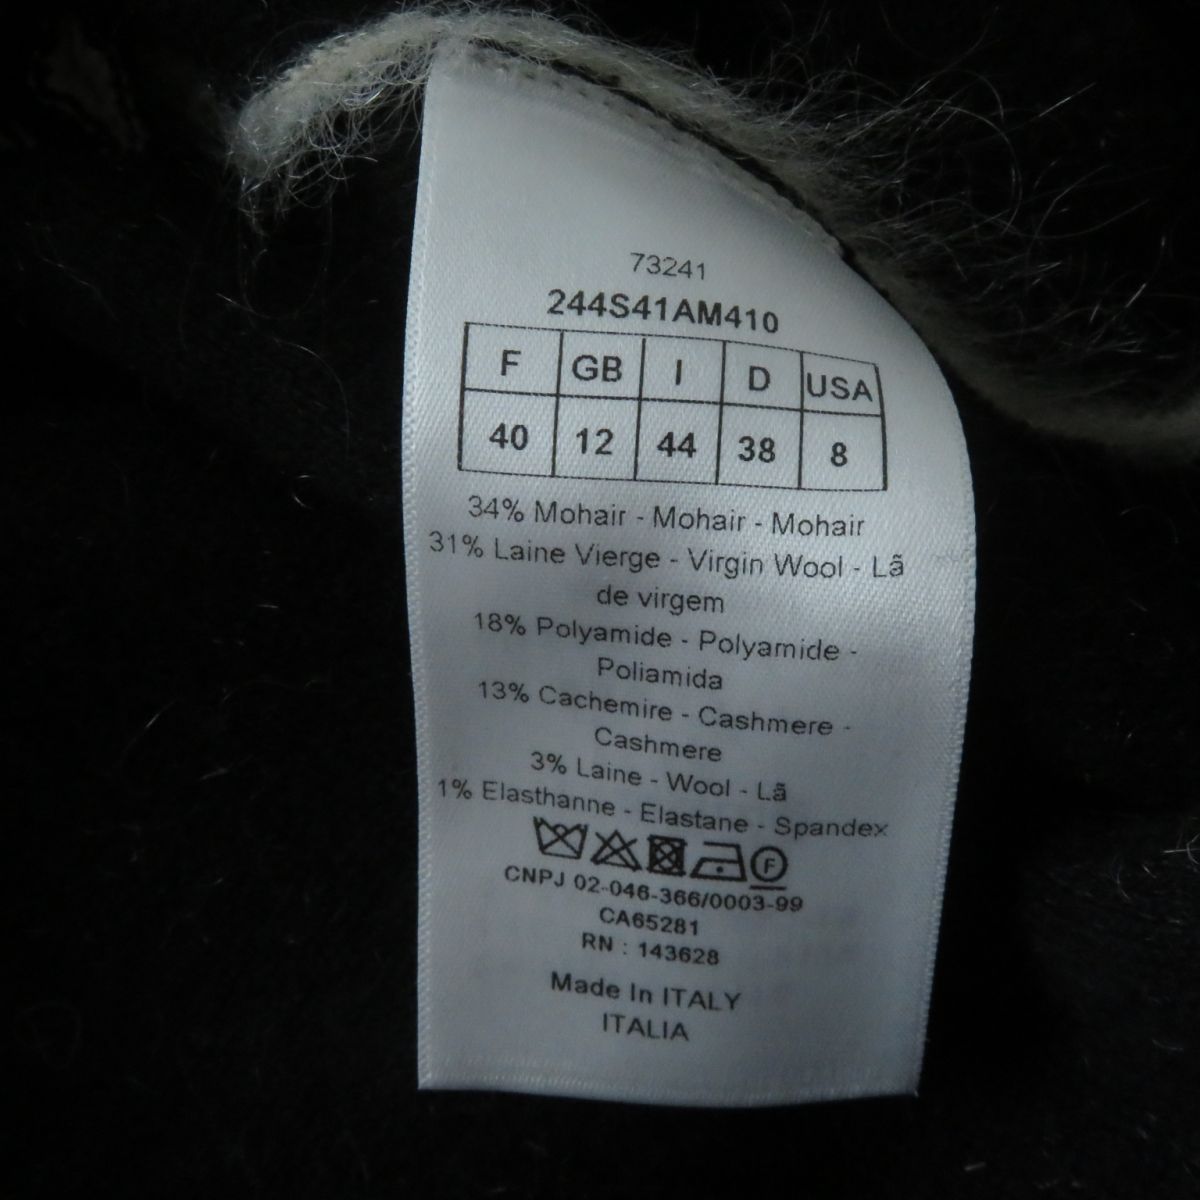 73241
244S41AM410
F GB I D USA
40 12 44 38 8
34% Mohair - Mohair - Mohair
31% Laine Vierge - Virgin Wool - Lã
de virgem
18% Polyamide - Polyamide -
Poliamida
13% Cachemire - Cashmere -
Cashmere
3% Laine - Wool - Lã
1% Elasthanne - Elastane - Spandex
F
CNPJ 02-046-366/0003-99
CA65281
RN : 143628
Made In ITALY
ITALIA